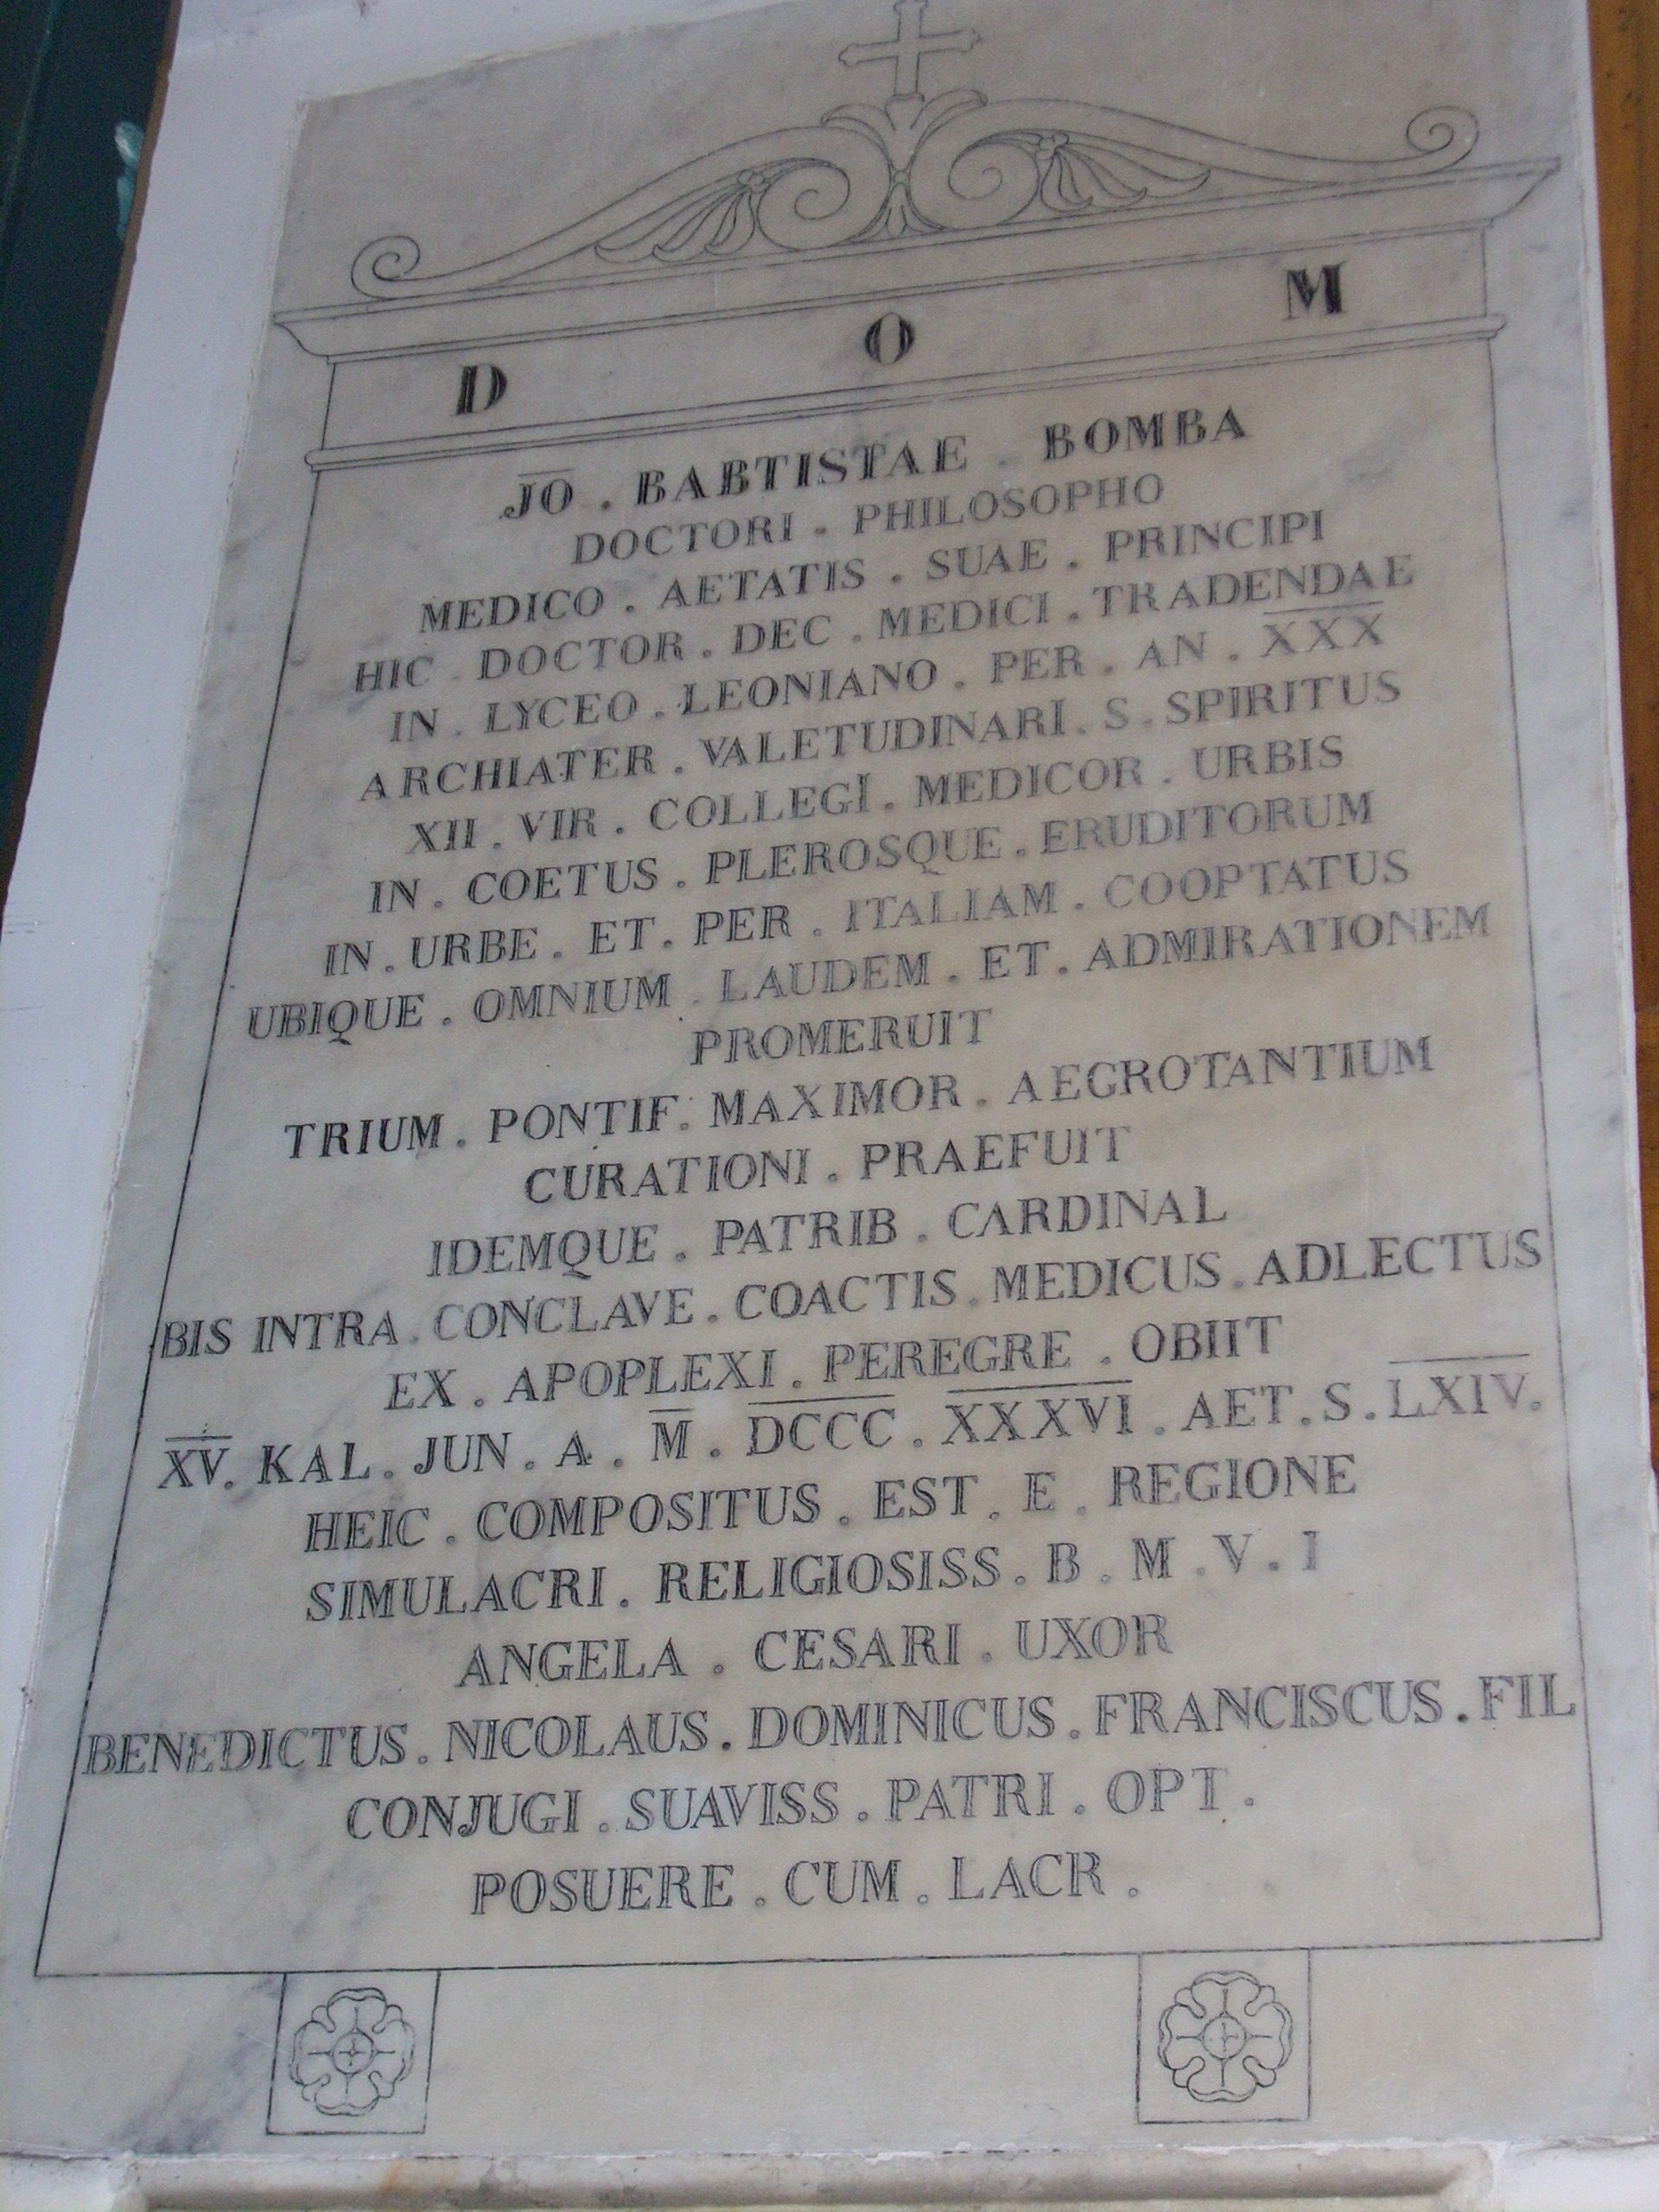 D O M
JO . BABTISTAE . BOMBA
DOCTORI . PHILOSOPHO
MEDICO . AETATIS . SUAE . PRINCIPI
HIC . DOCTOR . DEC . MEDICI . TRADENDAE
IN . LYCEO . LEONIANO . PER . AN . XXX
ARCHIATER . VALETUDINARI . S . SPIRITUS
XII . VIR . COLLEGI . MEDICOR . URBIS
IN . COETUS . PLEROSQUE . ERUDITORUM
IN . URBE . ET . PER . ITALIAM . COOPTATUS
UBIQUE . OMNIUM . LAUDEM . ET . ADMIRATIONEM
PROMERUIT
TRIUM . PONTIF . MAXIMOR . AEGROTANTIUM
CURATIONI . PRAEFUIT
IDEMQUE . PATRIB . CARDINAL
BIS INTRA . CONCLAVE . COACTIS . MEDICUS . ADLECTUS
EX . APOPLEXI . PEREGRE . OBIIT
XV . KAL . JUN . A . M . DCCC . XXXVI . AET . S . LXIV .
HEIC . COMPOSITUS . EST . E . REGIONE
SIMULACRI . RELIGIOSISS . B . M . V . I
ANGELA . CESARI . UXOR
BENEDICTUS . NICOLAUS . DOMINICUS . FRANCISCUS . FIL
CONJUGI . SUAVISS . PATRI . OPT .
POSUERE . CUM . LACR .